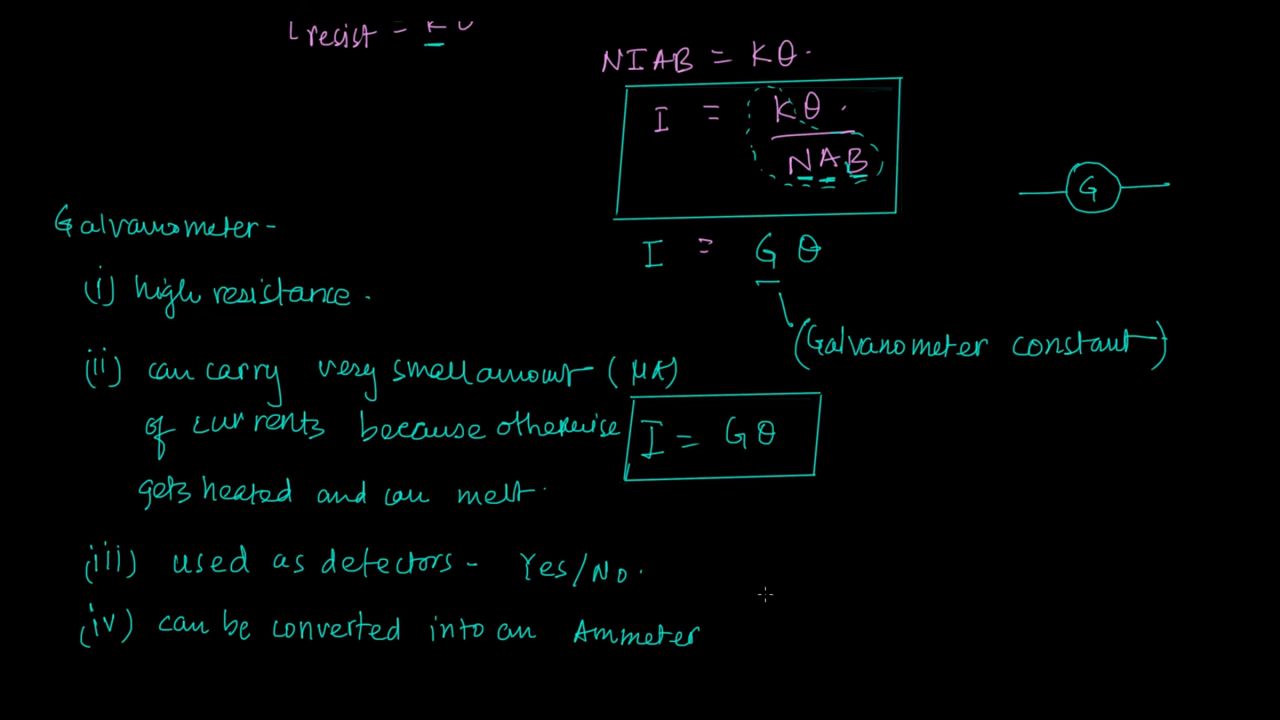 resist =
NIAB = Kθ.
I = Kθ.
NAB
G
Galvanometer -
I = G θ
(i) high resistance.
(Galvanometer constant)
(ii) can carry very small amount (μA)
of currents because otherwise
I = Gθ
gets heated and can melt.
(iii) used as detectors - Yes/No.
(iv) can be converted into an Ammeter